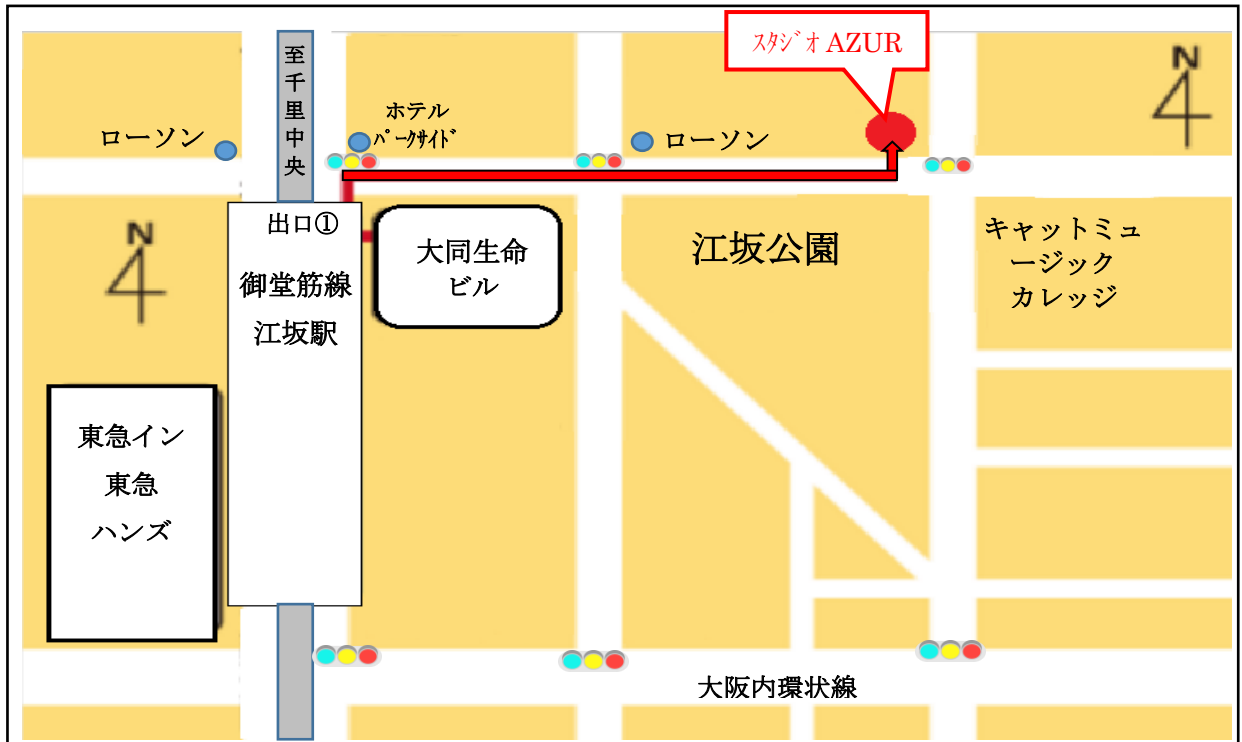 スタジオ AZUR
至千里中央
N
ホテル
パークサイド
ローソン
ローソン
出口①
N
御堂筋線
江坂駅
大同生命
ビル
江坂公園
キャットミュ
ージック
カレッジ
東急イン
東急
ハンズ
大阪内環状線